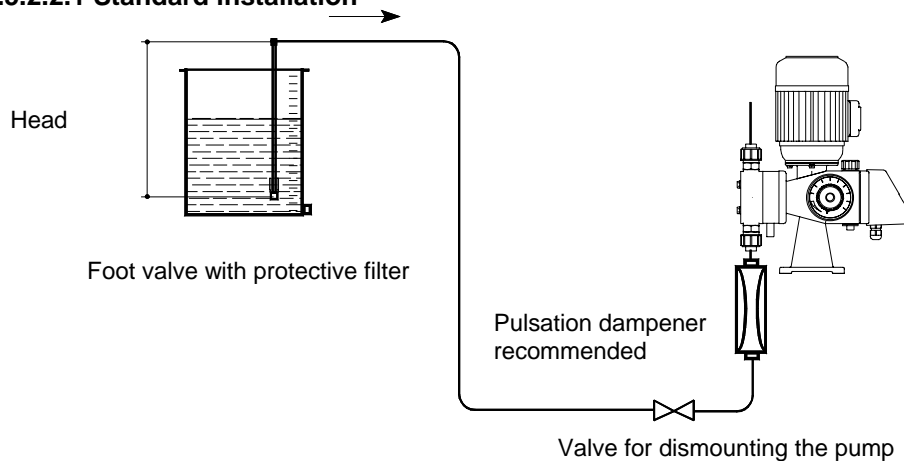 Standard Installation
Head
Foot valve with protective filter
Pulsation dampener
recommended
Valve for dismounting the pump